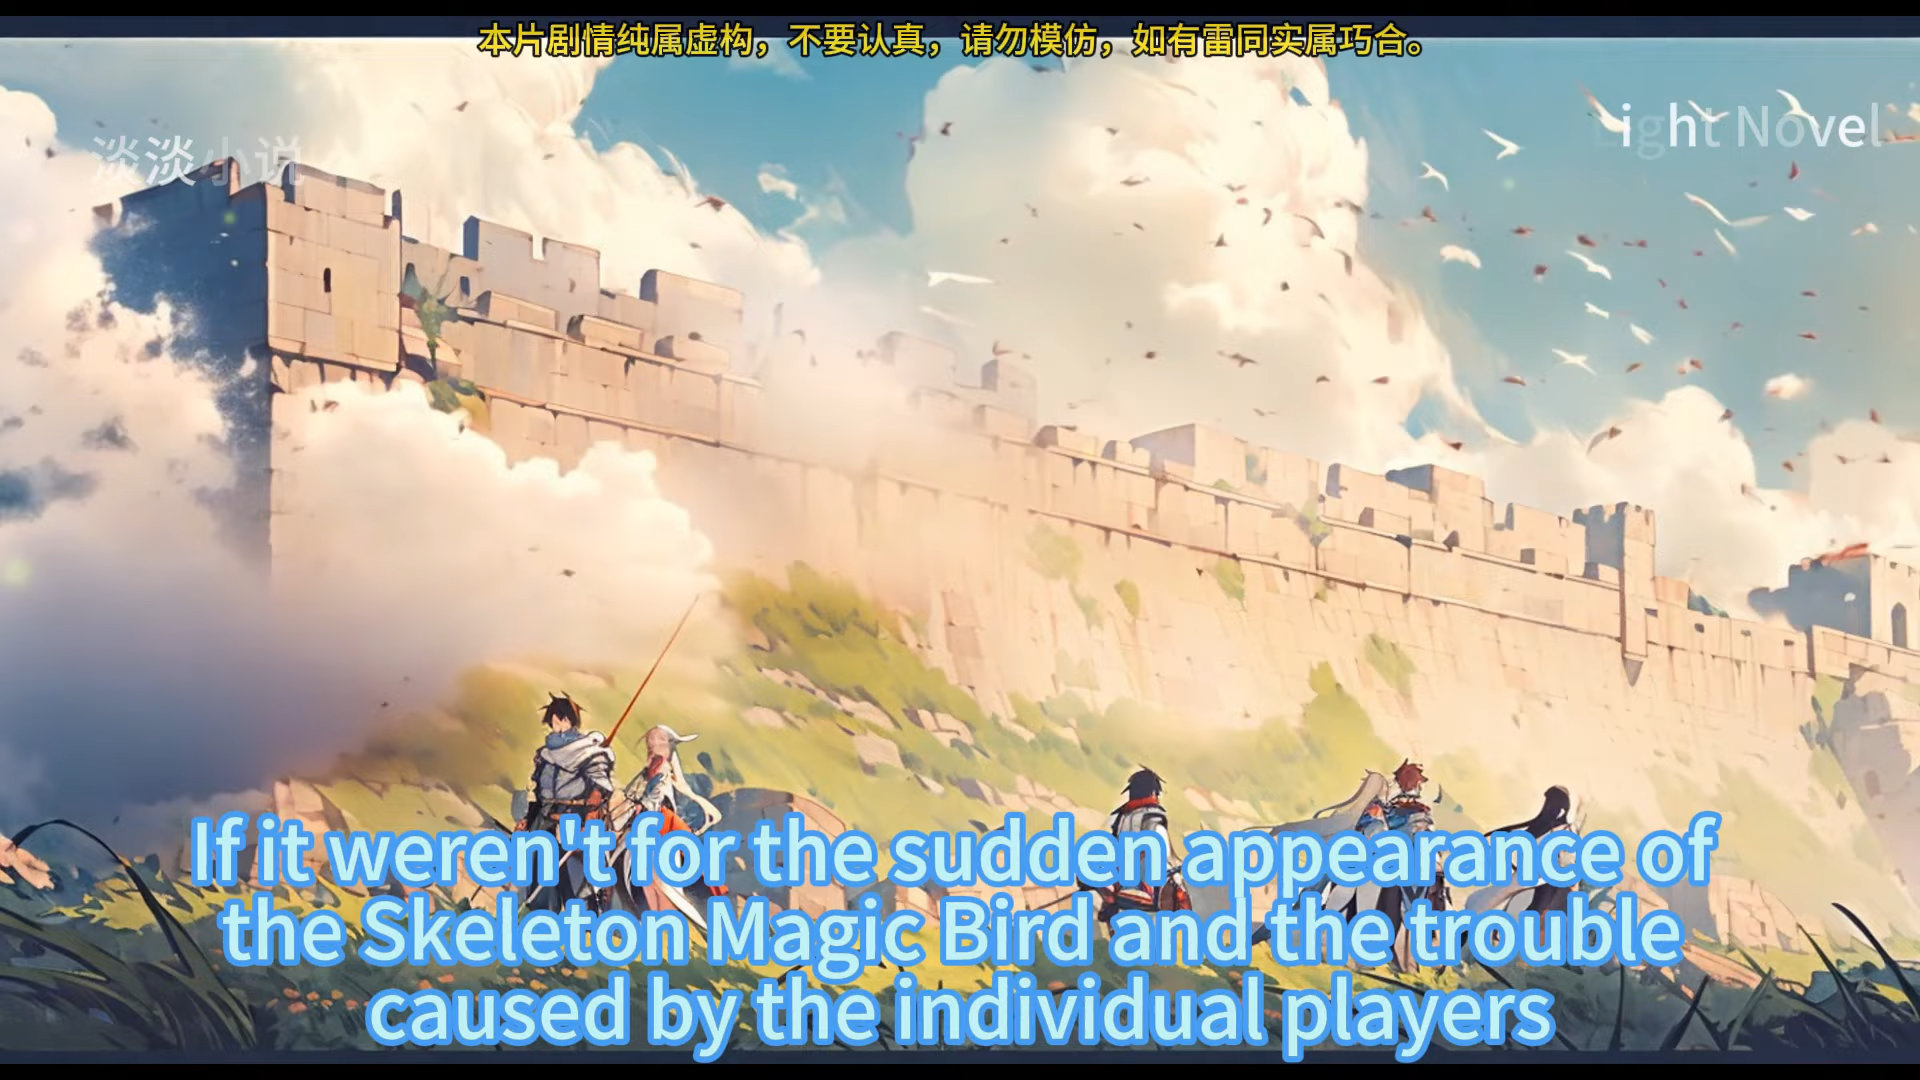 本片剧情纯属虚构，不要认真，请勿模仿，如有雷同实属巧合。
淡淡小说
Light Novel
If it weren't for the sudden appearance of
the Skeleton Magic Bird and the trouble
caused by the individual players